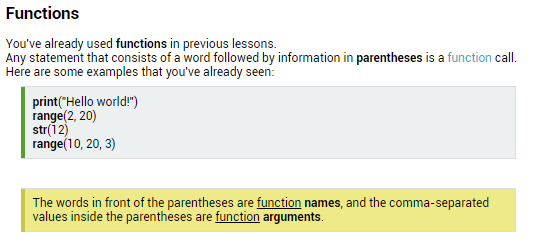 Functions
You've already used functions in previous lessons.
Any statement that consists of a word followed by information in parentheses is a function call.
Here are some examples that you've already seen:
print("Hello world!")
range(2, 20)
str(12)
range(10, 20, 3)
The words in front of the parentheses are function names, and the comma-separated
values inside the parentheses are function arguments.